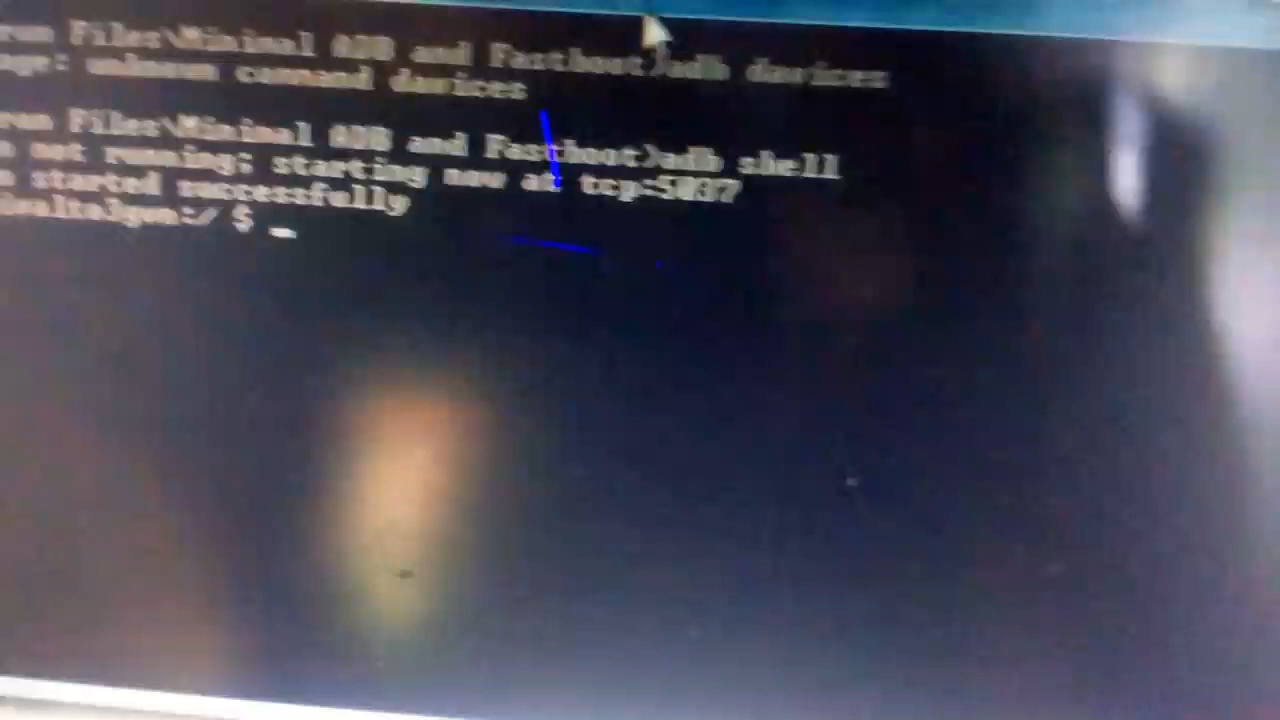 Files\Minimal ADB and Fastboot>adb devices
unknown command devices
Files\Minimal ADB and Fastboot>adb shell
not running; starting now at tcp:5037
started successfully
:/ $ _